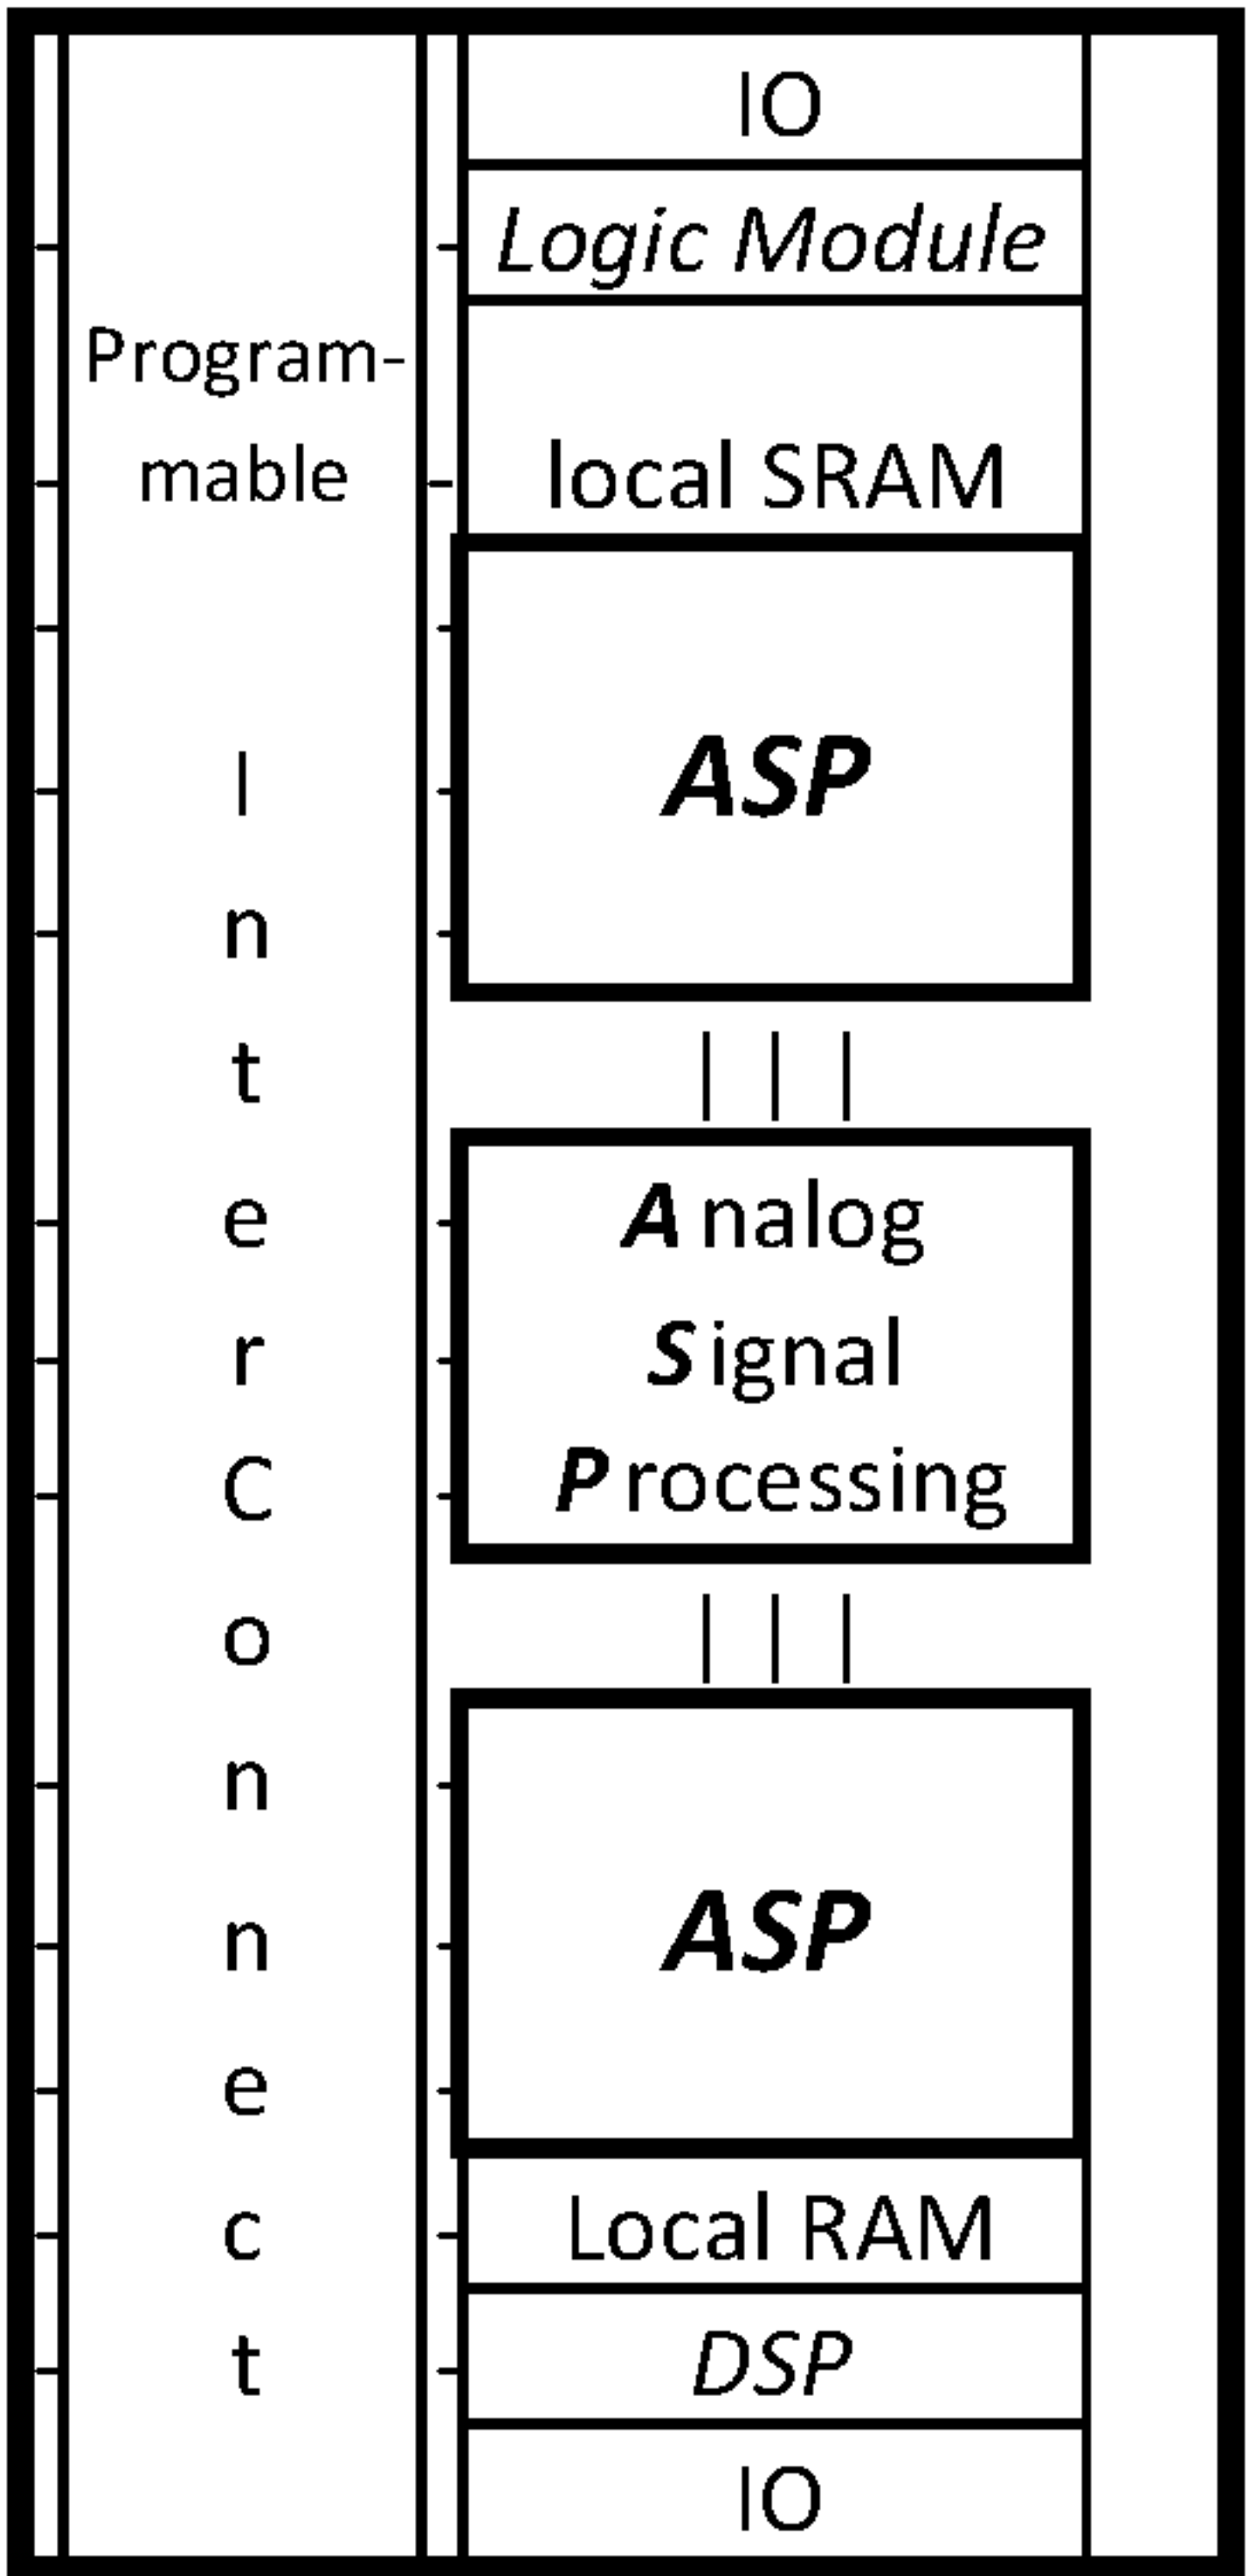 Program-
mable
I
n
t
e
r
C
o
n
n
e
c
t
IO
Logic Module
local SRAM
ASP
Analog
Signal
Processing
ASP
Local RAM
DSP
IO